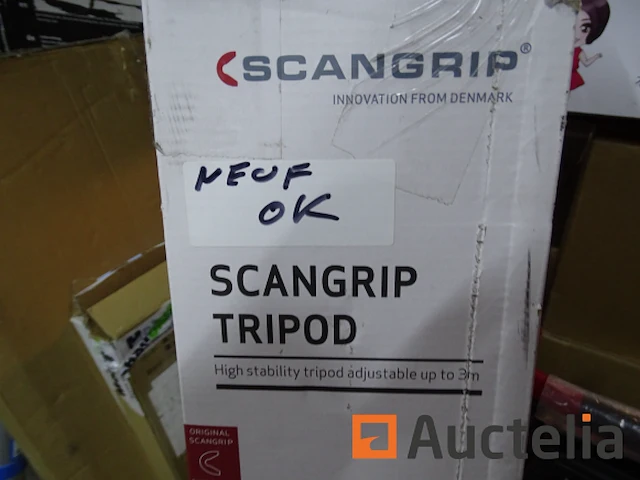 SCANGRIP®
INNOVATION FROM DENMARK
NEUF
OK
SCANGRIP
TRIPOD
High stability tripod adjustable up to 3m
ORIGINAL
SCANGRIP
Auctelia